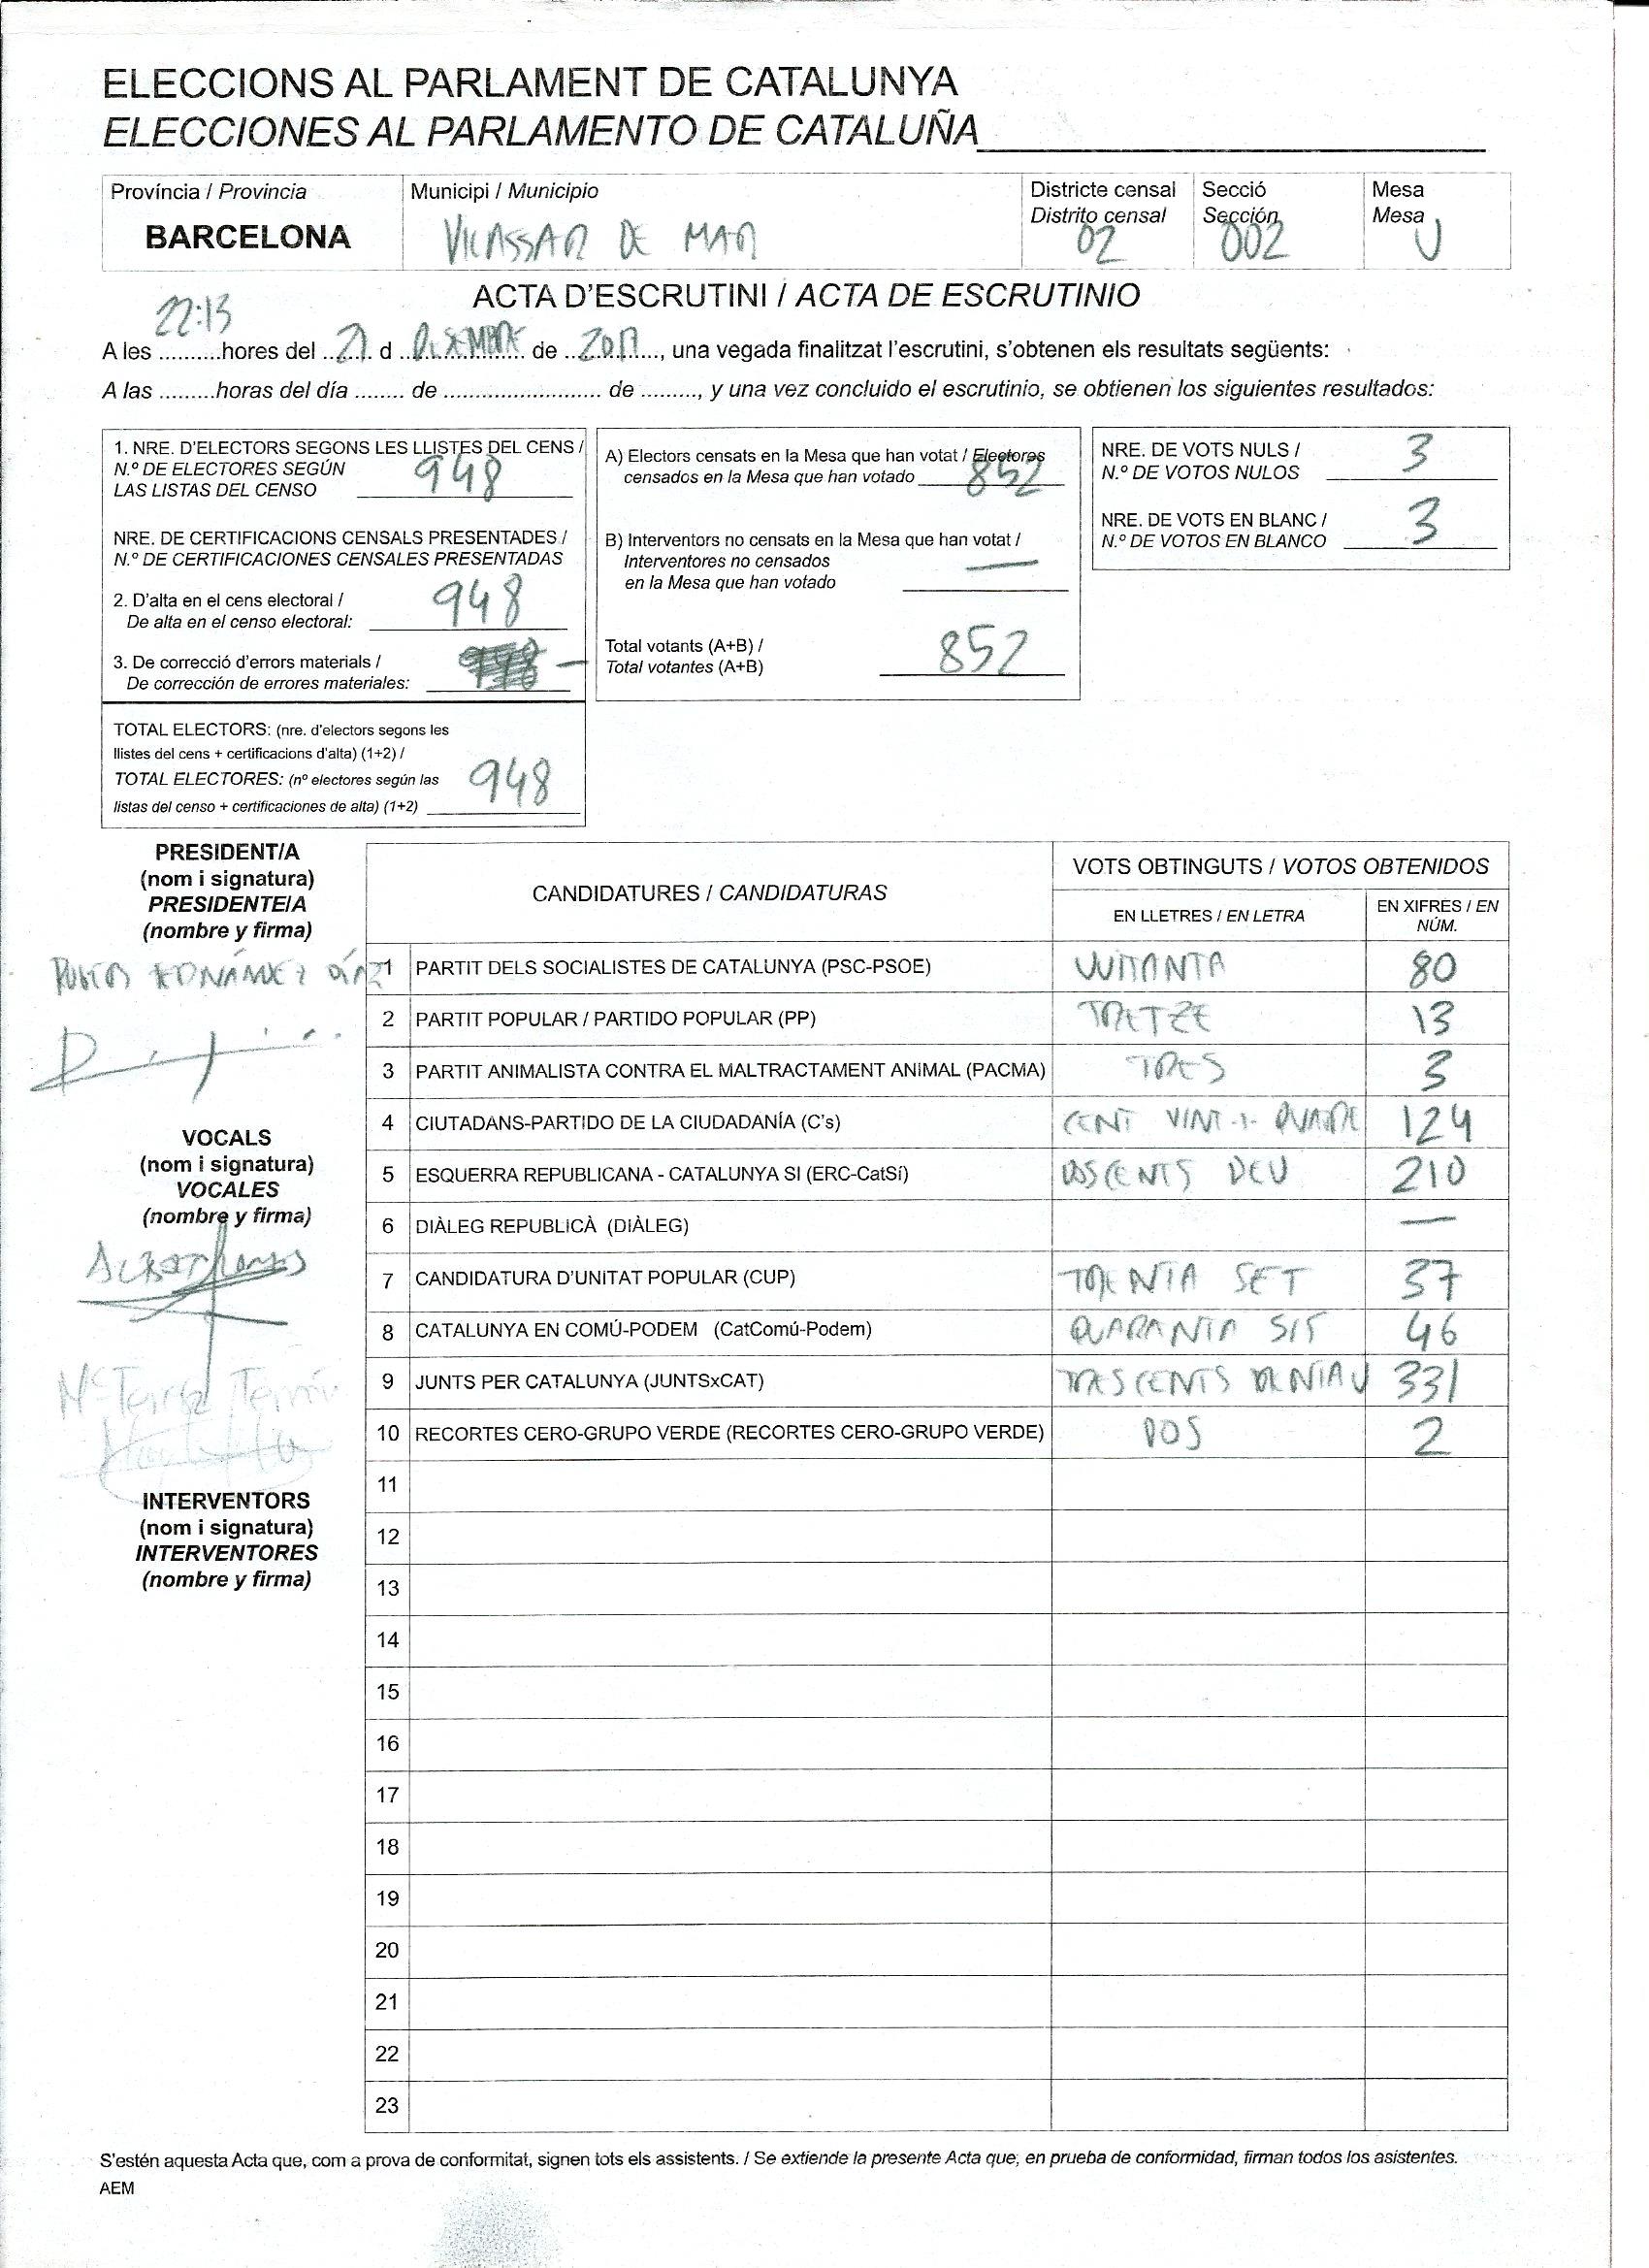 ELECCIONS AL PARLAMENT DE CATALUNYA
ELECCIONES AL PARLAMENTO DE CATALUÑA
Província / Provincia
BARCELONA
Municipi / Municipio
VILASSAR DE MAR
Districte censal
Distrito censal
02
Secció
Sección
002
Mesa
Mesa
U
ACTA D'ESCRUTINI / ACTA DE ESCRUTINIO
22:13
A les ..........hores del ..21.. d ..DESEMBRE.. de ..2017.., una vegada finalitzat l'escrutini, s'obtenen els resultats següents:
A las .........horas del día ........ de .......................... de ........., y una vez concluido el escrutinio, se obtienen los siguientes resultados:
1. NRE. D'ELECTORS SEGONS LES LLISTES DEL CENS /
N.º DE ELECTORES SEGÚN
LAS LISTAS DEL CENSO 948
NRE. DE CERTIFICACIONS CENSALS PRESENTADES /
N.º DE CERTIFICACIONES CENSALES PRESENTADAS
2. D'alta en el cens electoral /
De alta en el censo electoral: 948
3. De correcció d'errors materials /
De corrección de errores materiales: —
TOTAL ELECTORS: (nre. d'electors segons les
llistes del cens + certificacions d'alta) (1+2) /
TOTAL ELECTORES: (nº electores según las
listas del censo + certificaciones de alta) (1+2) 948
A) Electors censats en la Mesa que han votat / Electores
censados en la Mesa que han votado 852
B) Interventors no censats en la Mesa que han votat /
Interventores no censados
en la Mesa que han votado —
Total votants (A+B) /
Total votantes (A+B) 852
NRE. DE VOTS NULS /
N.º DE VOTOS NULOS 3
NRE. DE VOTS EN BLANC /
N.º DE VOTOS EN BLANCO 3
PRESIDENT/A
(nom i signatura)
PRESIDENTE/A
(nombre y firma)
VOCALS
(nom i signatura)
VOCALES
(nombre y firma)
INTERVENTORS
(nom i signatura)
INTERVENTORES
(nombre y firma)
CANDIDATURES / CANDIDATURAS
VOTS OBTINGUTS / VOTOS OBTENIDOS
EN LLETRES / EN LETRA
EN XIFRES / EN
NÚM.
1 PARTIT DELS SOCIALISTES DE CATALUNYA (PSC-PSOE) VUITANTA 80
2 PARTIT POPULAR / PARTIDO POPULAR (PP) TRETZE 13
3 PARTIT ANIMALISTA CONTRA EL MALTRACTAMENT ANIMAL (PACMA) TRES 3
4 CIUTADANS-PARTIDO DE LA CIUDADANÍA (C's) CENT VINT-I-QUATRE 124
5 ESQUERRA REPUBLICANA - CATALUNYA SI (ERC-CatSí) DOSCENTS DEU 210
6 DIÀLEG REPUBLICÀ (DIÀLEG) —
7 CANDIDATURA D'UNITAT POPULAR (CUP) TRENTA SET 37
8 CATALUNYA EN COMÚ-PODEM (CatComú-Podem) QUARANTA SIS 46
9 JUNTS PER CATALUNYA (JUNTSxCAT) TRESCENTS TRENTAU 331
10 RECORTES CERO-GRUPO VERDE (RECORTES CERO-GRUPO VERDE) DOS 2
11
12
13
14
15
16
17
18
19
20
21
22
23
S'estén aquesta Acta que, com a prova de conformitat, signen tots els assistents. / Se extiende la presente Acta que, en prueba de conformidad, firman todos los asistentes.
AEM